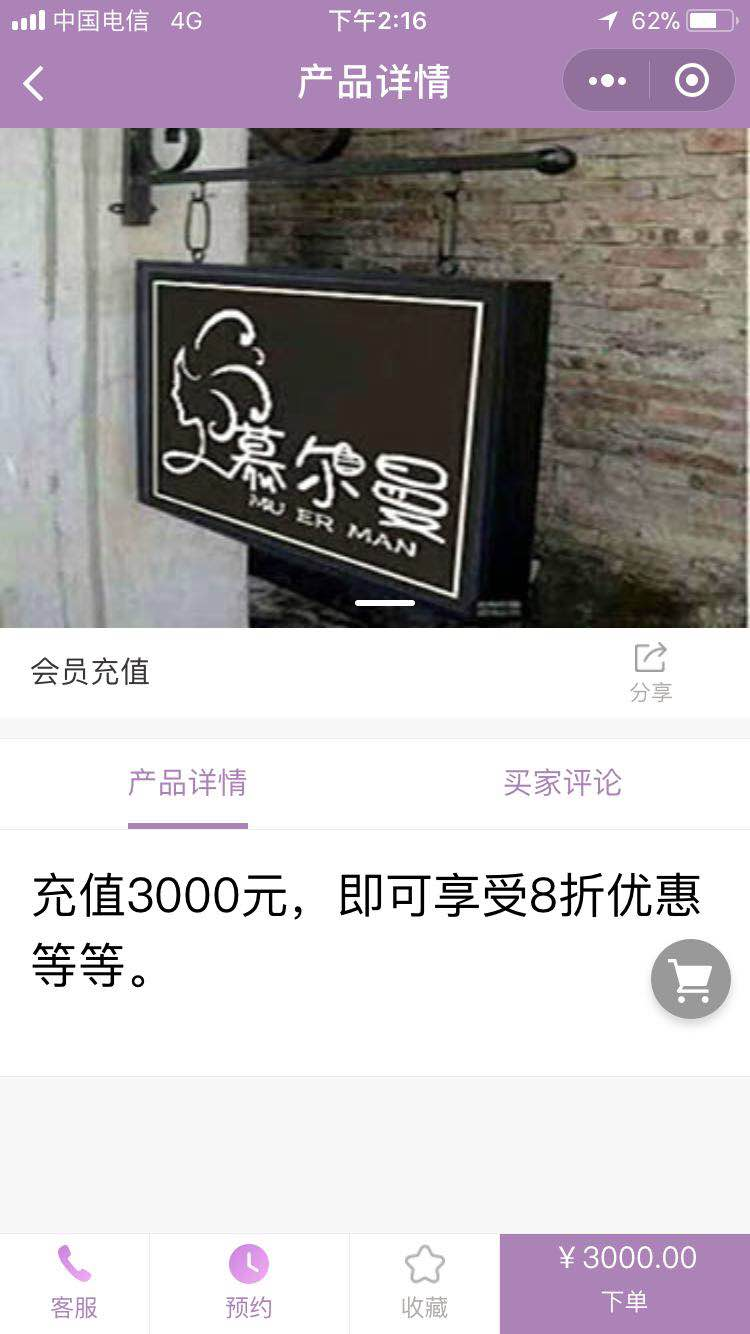 中国电信 4G 下午2:16 62%
产品详情
慕尔曼
MU ER MAN
会员充值
分享
产品详情 买家评论
充值3000元，即可享受8折优惠
等等。
¥3000.00
客服 预约 收藏 下单